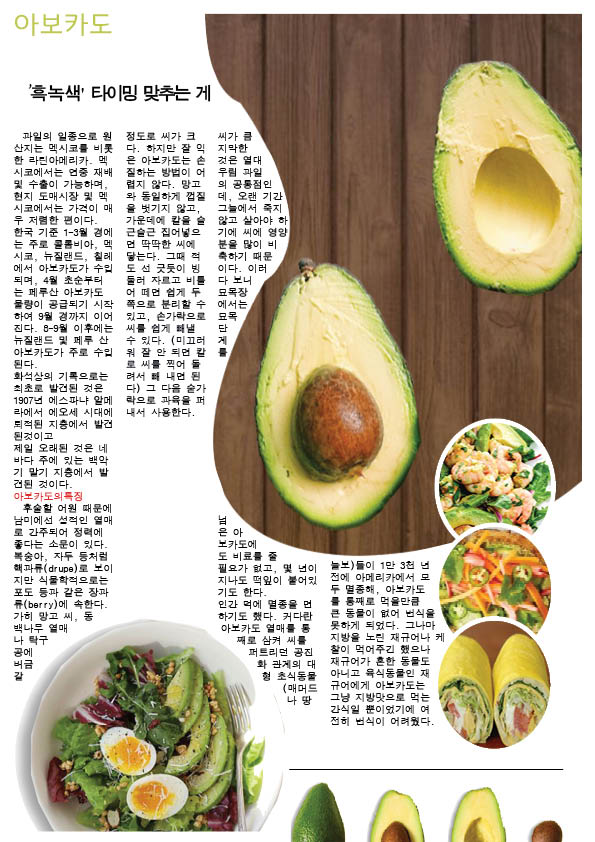 아보카도
'흑녹색' 타이밍 맞추는 게
과일의 일종으로 원
산지는 멕시코를 비롯
한 라틴아메리카. 멕
시코에서는 연중 재배
및 수출이 가능하며,
현지 도매시장 및 멕
시코에서는 가격이 매
우 저렴한 편이다.
한국 기준 1~3월 경에
는 주로 콜롬비아, 멕
시코, 뉴질랜드, 칠레
에서 아보카도가 수입
되며, 4월 초순부터
는 페루산 아보카도
물량이 공급되기 시작
하여 9월 경까지 이어
진다. 8~9월 이후에는
뉴질랜드 및 페루 산
아보카도가 주로 수입
된다.
화석상의 기록으로는
최초로 발견된 것은
1907년 에스파냐 알메
라에서 에오세 시대에
퇴적된 지층에서 발견
된것이고
제일 오래된 것은 네
바다 주에 있는 백악
기 말기 지층에서 발
견된 것이다.
아보카도의특징
후술할 어원 때문에
남미에선 성적인 열매
로 간주되어 정력에
좋다는 소문이 있다.
복숭아, 자두 등처럼
핵과류(drupe)로 보이
지만 식물학적으로는
포도 등과 같은 장과
류(berry)에 속한다.
가히 망고 씨, 동
백나무 열매
나 탁구
공에
버금
갈
정도로 씨가 크
다. 하지만 잘 익
은 아보카도는 손
질하는 방법이 어
렵지 않다. 망고
와 동일하게 껍질
을 벗기지 않고,
가운데에 칼을 슬
근슬근 집어넣으
면 딱딱한 씨에
닿는다. 그때 적
도 선 긋듯이 빙
둘러 자르고 비틀
어 떼면 쉽게 두
쪽으로 분리할 수
있고, 손가락으로
씨를 쉽게 빼낼
수 있다. (미끄러
워 잘 안 되면 칼
로 씨를 찍어 돌
려서 빼 내면 된
다) 그 다음 숟가
락으로 과육을 퍼
내서 사용한다.
씨가 큼
지막한
것은 열대
우림 과일
의 공통점인
데, 오랜 기간
그늘에서 죽지
않고 살아야 하
기에 씨에 영양
분을 많이 비
축하기 때문
이다. 이러
다 보니
묘목장
에서는
묘목
단
게
를
넘
은 아
보카도에
도 비료를 줄
필요가 없고, 몇 년이
지나도 떡잎이 붙어있
기도 한다.
인간 덕에 멸종을 면
하기도 했다. 커다란
아보카도 열매를 통
째로 삼켜 씨를
퍼트리던 공진
화 관계의 대
형 초식동물
(매머드
나 땅
늘보)들이 1만 3천 년
전에 아메리카에서 모
두 멸종해, 아보카도
를 통째로 먹을만큼
큰 동물이 없어 번식을
못하게 되었다. 그나마
지방을 노린 재규어나 케
찰이 먹어주긴 했으나
재규어가 흔한 동물도
아니고 육식동물인 재
규어에게 아보카도는
그냥 지방맛으로 먹는
간식일 뿐이었기에 여
전히 번식이 어려웠다.